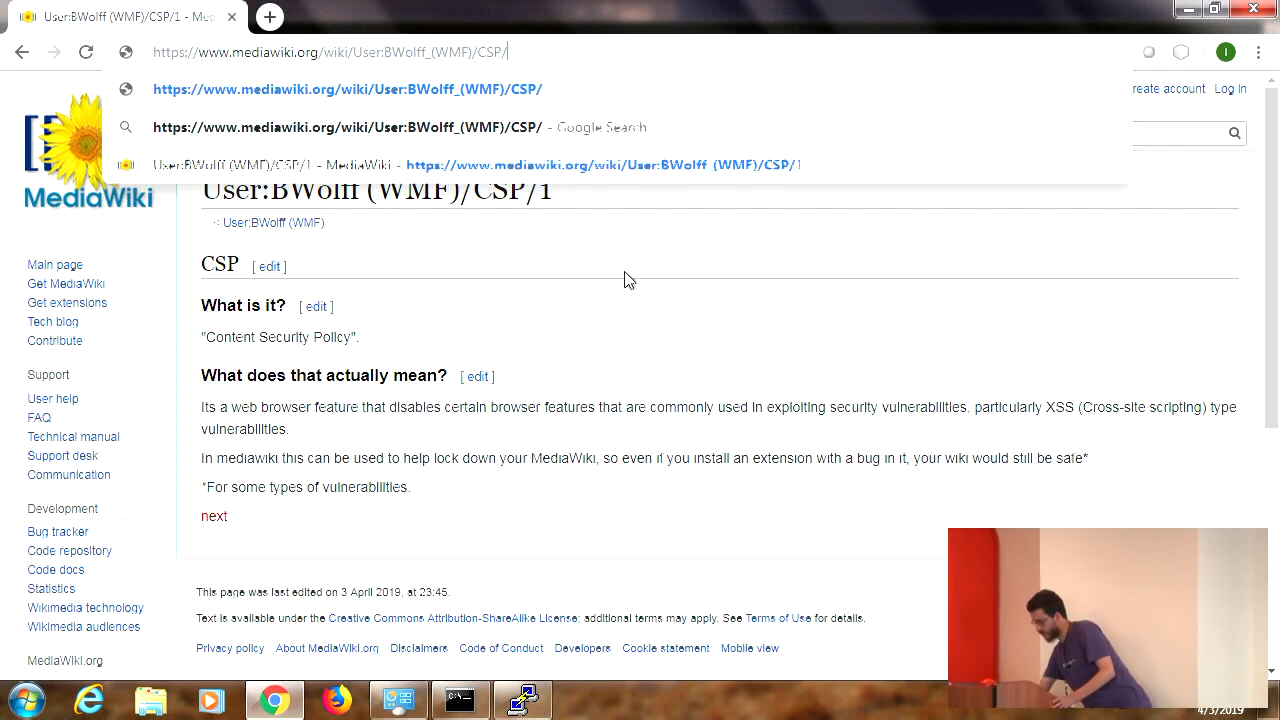 User:BWolff (WMF)/CSP/1 - Me
https://www.mediawiki.org/wiki/User:BWolff_(WMF)/CSP/
I
https://www.mediawiki.org/wiki/User:BWolff_(WMF)/CSP/
https://www.mediawiki.org/wiki/User:BWolff_(WMF)/CSP/ - Google Search
User:BWolff (WMF)/CSP/1 - MediaWiki - https://www.mediawiki.org/wiki/User:BWolff_(WMF)/CSP/1
reate account Log In
MediaWiki
User:BWolff (WMF)/CSP/1
User:BWolff (WMF)
CSP [ edit ]
What is it? [ edit ]
"Content Security Policy".
What does that actually mean? [ edit ]
Its a web browser feature that disables certain browser features that are commonly used in exploiting security vulnerabilities, particularly XSS (Cross-site scripting) type
vulnerabilities.
In mediawiki this can be used to help lock down your MediaWiki, so even if you install an extension with a bug in it, your wiki would still be safe*
*For some types of vulnerabilities.
next
Main page
Get MediaWiki
Get extensions
Tech blog
Contribute
Support
User help
FAQ
Technical manual
Support desk
Communication
Development
Bug tracker
Code repository
Code docs
Statistics
Wikimedia technology
Wikimedia audiences
MediaWiki.org
This page was last edited on 3 April 2019, at 23:45.
Text is available under the Creative Commons Attribution-ShareAlike License; additional terms may apply. See Terms of Use for details.
Privacy policy About MediaWiki.org Disclaimers Code of Conduct Developers Cookie statement Mobile view
C:\_
4/3/2019